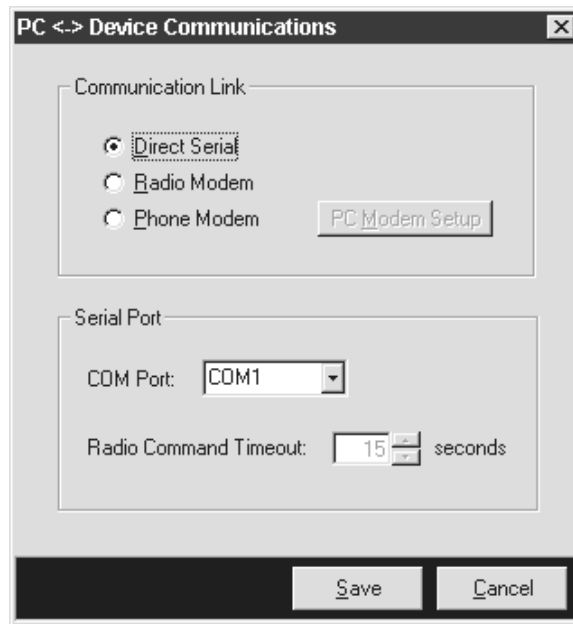 PC <-> Device Communications
Communication Link
Direct Serial
Radio Modem
Phone Modem PC Modem Setup
Serial Port
COM Port: COM1
Radio Command Timeout: 15 seconds
Save Cancel